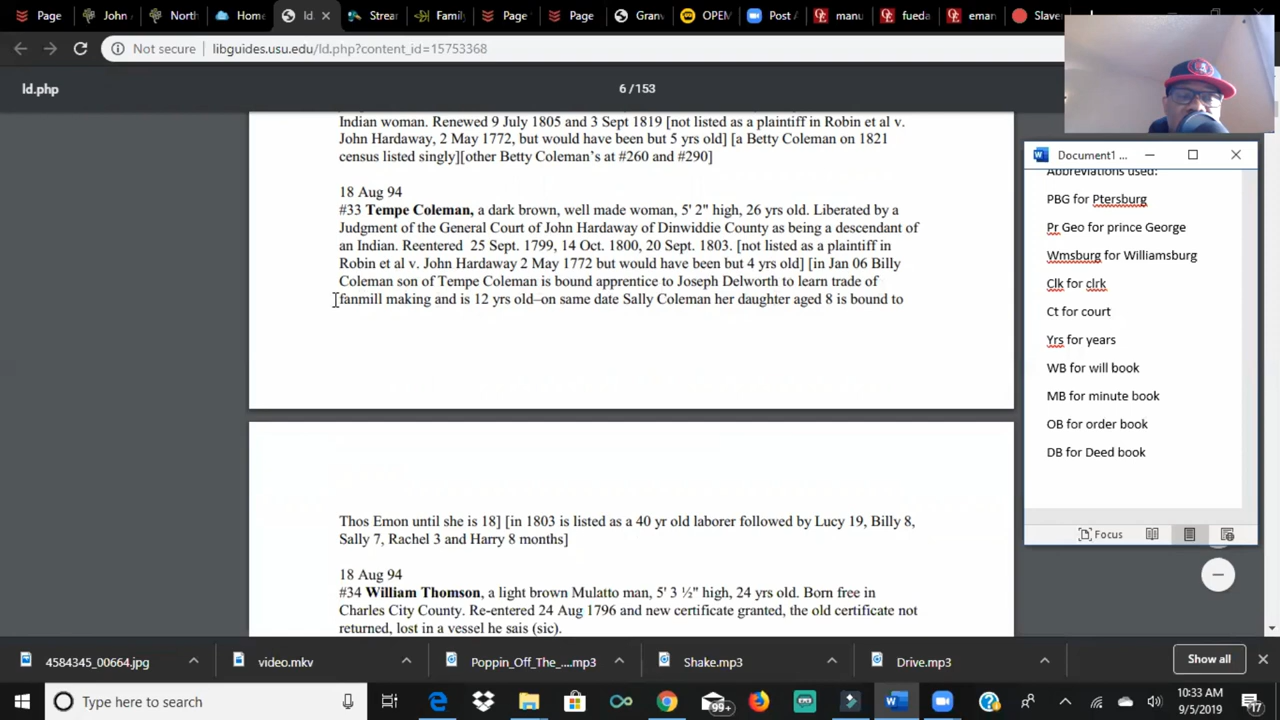 Page
John A
North
Home
ld.
Stream
Family
Page
Page
Granv
OPEM
Post A
manu
fueda
eman
Slaver
Not secure libguides.usu.edu/ld.php?content_id=15753368
ld.php
6 / 153
Indian woman. Renewed 9 July 1805 and 3 Sept 1819 [not listed as a plaintiff in Robin et al v.
John Hardaway, 2 May 1772, but would have been but 5 yrs old] [a Betty Coleman on 1821
census listed singly][other Betty Coleman's at #260 and #290]
18 Aug 94
#33 Tempe Coleman, a dark brown, well made woman, 5' 2" high, 26 yrs old. Liberated by a
Judgment of the General Court of John Hardaway of Dinwiddie County as being a descendant of
an Indian. Reentered 25 Sept. 1799, 14 Oct. 1800, 20 Sept. 1803. [not listed as a plaintiff in
Robin et al v. John Hardaway 2 May 1772 but would have been but 4 yrs old] [in Jan 06 Billy
Coleman son of Tempe Coleman is bound apprentice to Joseph Delworth to learn trade of
fanmill making and is 12 yrs old–on same date Sally Coleman her daughter aged 8 is bound to
Thos Emon until she is 18] [in 1803 is listed as a 40 yr old laborer followed by Lucy 19, Billy 8,
Sally 7, Rachel 3 and Harry 8 months]
18 Aug 94
#34 William Thomson, a light brown Mulatto man, 5' 3 ½" high, 24 yrs old. Born free in
Charles City County. Re-entered 24 Aug 1796 and new certificate granted, the old certificate not
returned, lost in a vessel he sais (sic).
Document1 ...
Abbreviations used:
PBG for Ptersburg
Pr Geo for prince George
Wmsburg for Williamsburg
Clk for clrk
Ct for court
Yrs for years
WB for will book
MB for minute book
OB for order book
DB for Deed book
Focus
4584345_00664.jpg
video.mkv
Poppin_Off_The_....mp3
Shake.mp3
Drive.mp3
Show all
Type here to search
99+
10:33 AM
9/5/2019
17